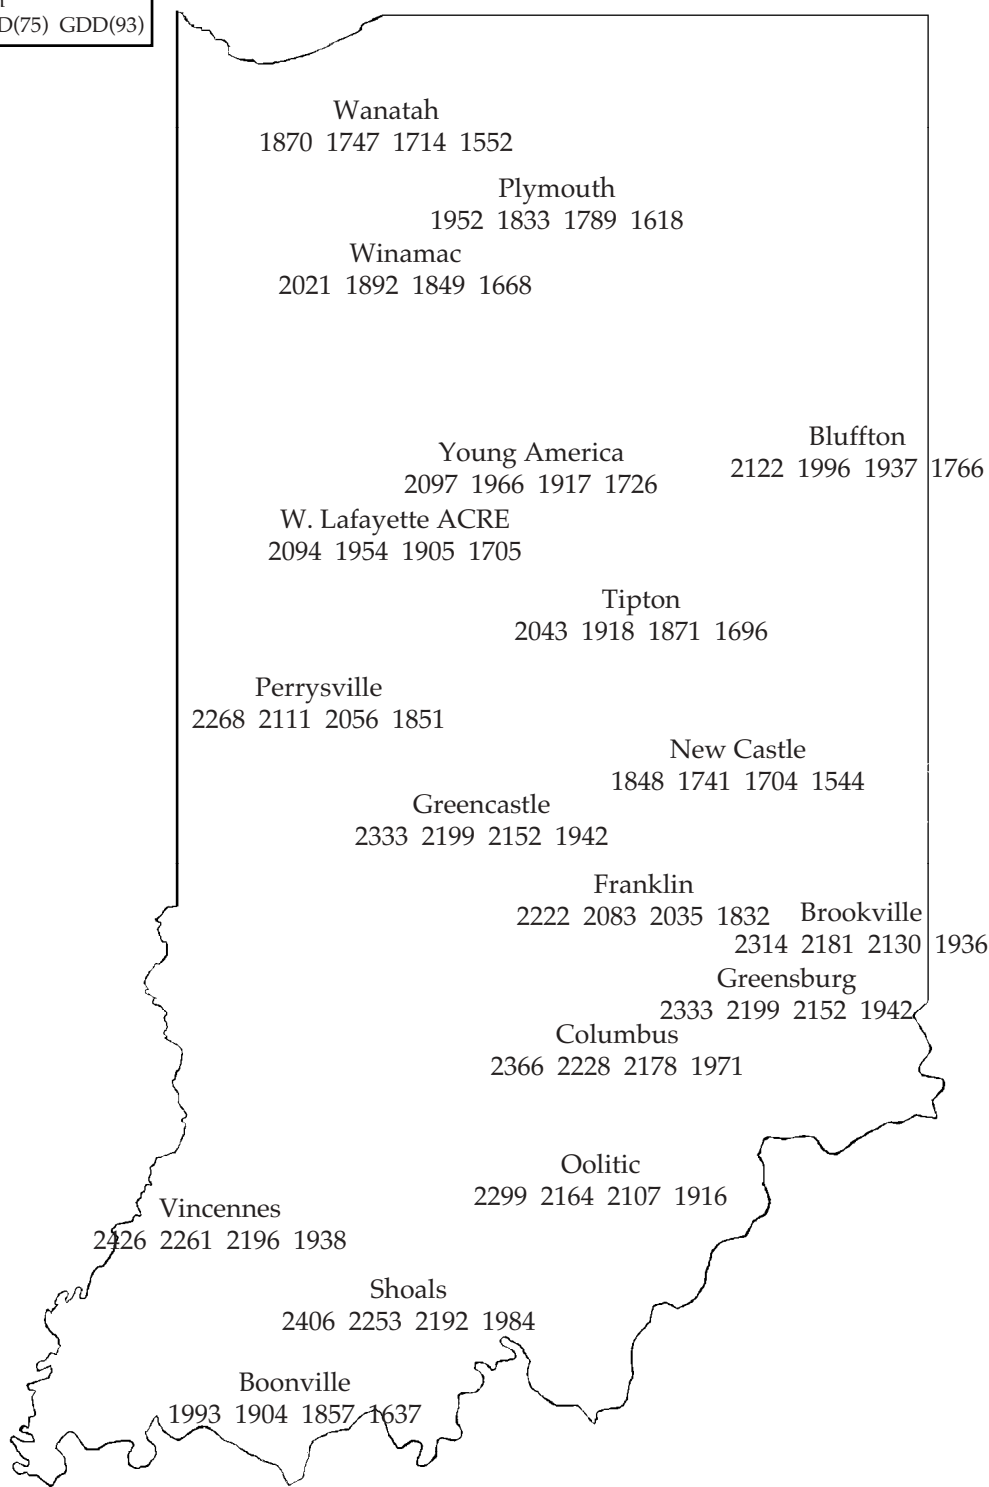 GDD(93)
Wanatah
1870 1747 1714 1552
Plymouth
1952 1833 1789 1618
Winamac
2021 1892 1849 1668
Bluffton
2122 1996 1937 1766
Young America
2097 1966 1917 1726
W. Lafayette ACRE
2094 1954 1905 1705
Tipton
2043 1918 1871 1696
Perrysville
2268 2111 2056 1851
New Castle
1848 1741 1704 1544
Greencastle
2333 2199 2152 1942
Franklin
2222 2083 2035 1832
Brookville
2314 2181 2130 1936
Greensburg
2333 2199 2152 1942
Columbus
2366 2228 2178 1971
Oolitic
2299 2164 2107 1916
Vincennes
2426 2261 2196 1938
Shoals
2406 2253 2192 1984
Boonville
1993 1904 1857 1637